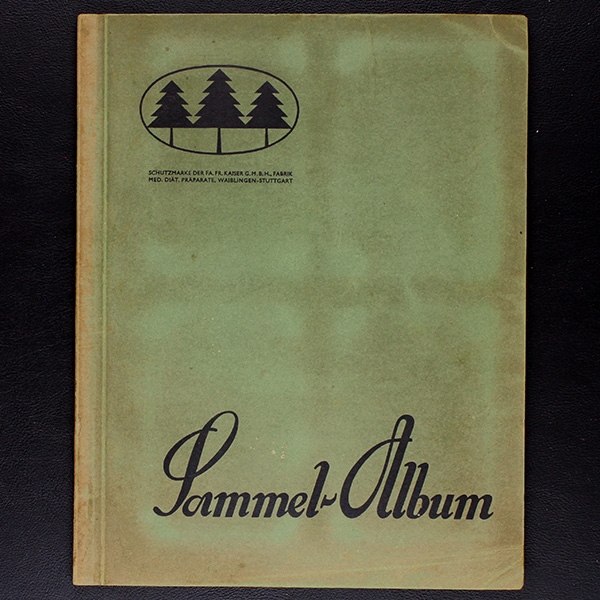 SCHUTZMARKE DER FA. FR. KAISER G.M.B.H., FABRIK
MED. DIÄT. PRÄPARATE, WAIBLINGEN-STUTTGART
Sammel-Album